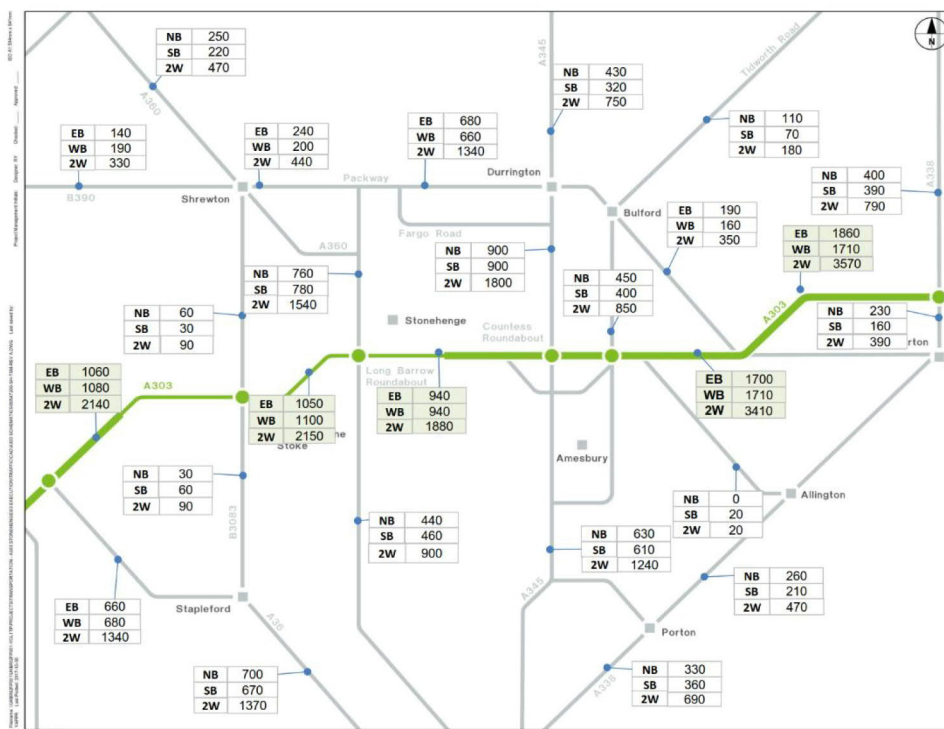 NB 250
SB 220
2W 470
A360
A345
Tidworth Road
N
NB 430
SB 320
2W 750
NB 110
SB 70
2W 180
A338
EB 140
WB 190
2W 330
B390
EB 240
WB 200
2W 440
EB 680
WB 660
2W 1340
Packway
Durrington
Shrewton
NB 400
SB 390
2W 790
Bulford
Fargo Road
A360
EB 190
WB 160
2W 350
EB 1860
WB 1710
2W 3570
NB 760
SB 780
2W 1540
NB 900
SB 900
2W 1800
NB 450
SB 400
2W 850
A303
NB 60
SB 30
2W 90
Stonehenge
Countess
Roundabout
NB 230
SB 160
2W 390
rton
EB 1060
WB 1080
2W 2140
A303
Long Barrow
Roundabout
EB 1050
WB 1100
2W 2150
ne
Stoke
EB 940
WB 940
2W 1880
EB 1700
WB 1710
2W 3410
Amesbury
NB 30
SB 60
2W 90
B3083
NB 0
SB 20
2W 20
Allington
NB 440
SB 460
2W 900
NB 630
SB 610
2W 1240
A345
NB 260
SB 210
2W 470
EB 660
WB 680
2W 1340
Stapleford
A36
Porton
NB 700
SB 670
2W 1370
A338
NB 330
SB 360
2W 690